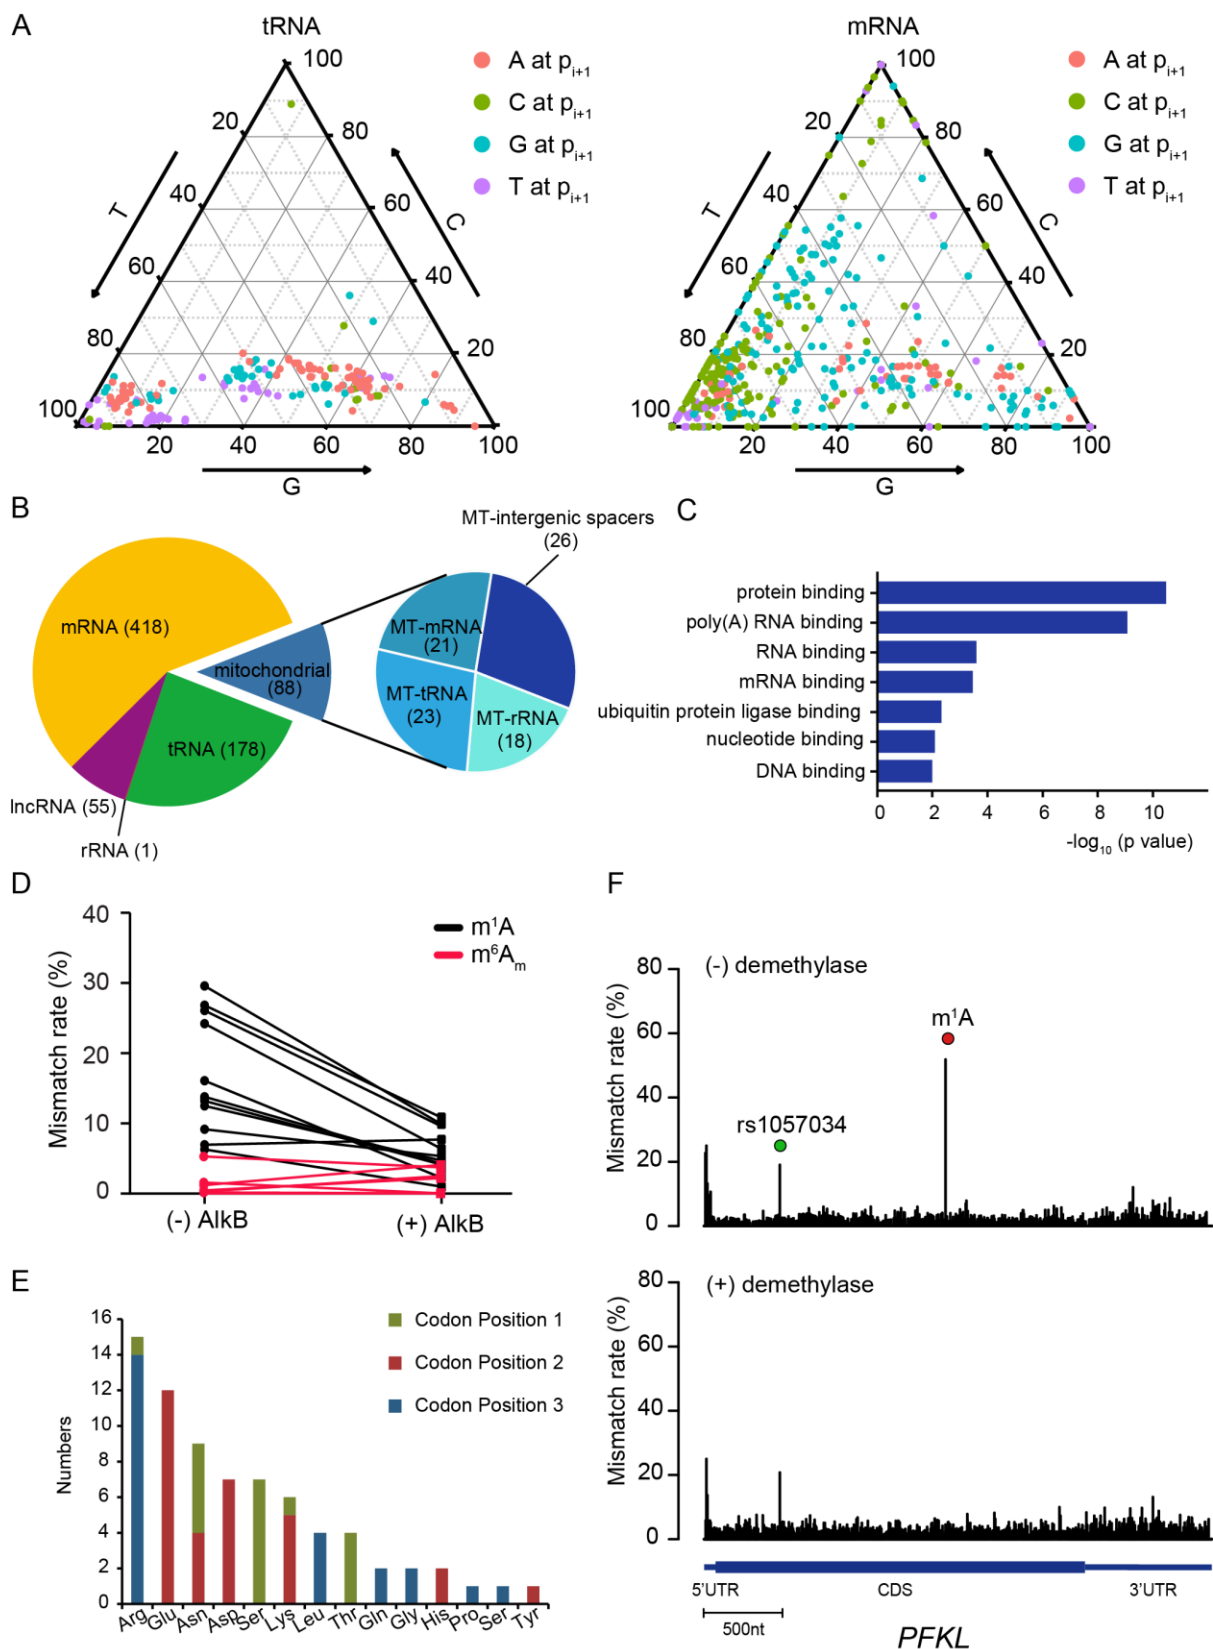 A
tRNA
100
20
80
40
60
60
40
80
20
100
20
40
60
80
100
T
C
G
A at pi+1
C at pi+1
G at pi+1
T at pi+1
mRNA
100
20
80
40
60
60
40
80
20
100
20
40
60
80
100
T
C
G
A at pi+1
C at pi+1
G at pi+1
T at pi+1
B
mRNA (418)
mitochondrial
(88)
tRNA (178)
lncRNA (55)
rRNA (1)
MT-intergenic spacers
(26)
MT-mRNA
(21)
MT-tRNA
(23)
MT-rRNA
(18)
C
protein binding
poly(A) RNA binding
RNA binding
mRNA binding
ubiquitin protein ligase binding
nucleotide binding
DNA binding
0 2 4 6 8 10
-log10 (p value)
D
Mismatch rate (%)
40
30
20
10
0
m¹A
m⁶Am
(-) AlkB
(+) AlkB
E
Numbers
16
14
12
10
8
6
4
2
0
Codon Position 1
Codon Position 2
Codon Position 3
Arg Glu Asn Asp Ser Lys Leu Thr Gln Gly His Pro Ser Tyr
F
(-) demethylase
Mismatch rate (%)
80
60
40
20
0
m¹A
rs1057034
(+) demethylase
Mismatch rate (%)
80
60
40
20
0
5'UTR
CDS
3'UTR
500nt
PFKL